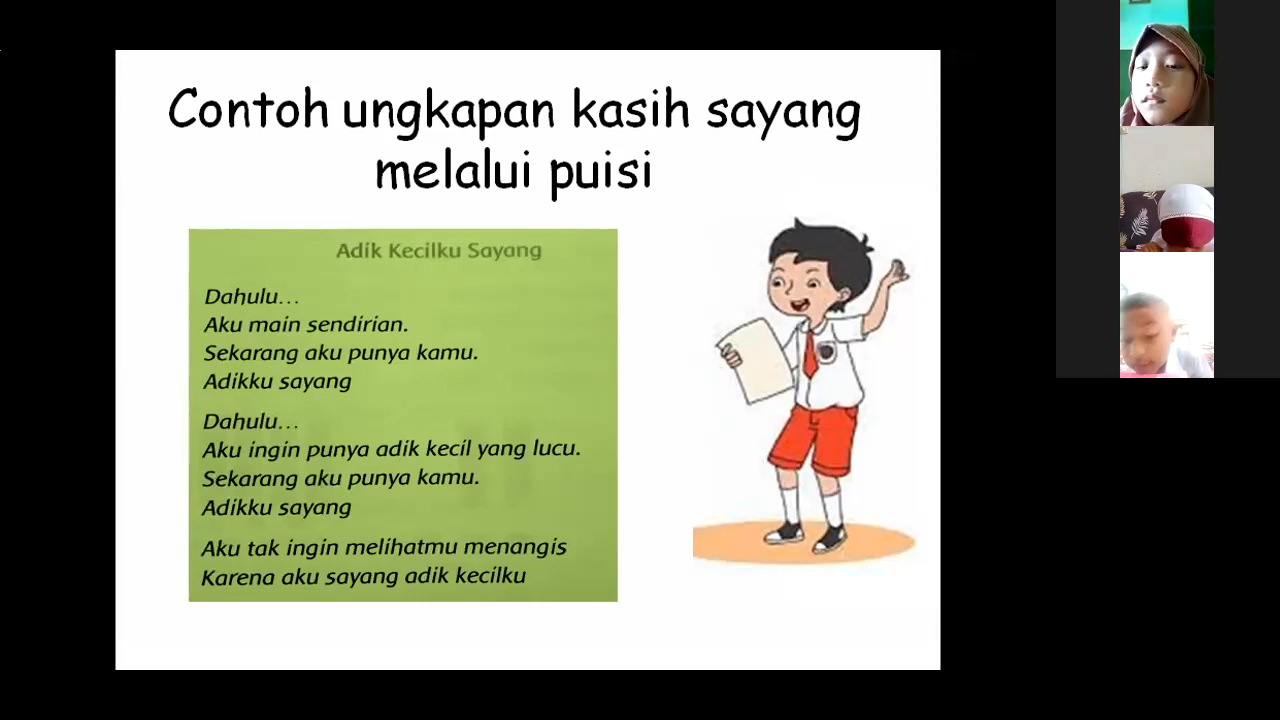 Contoh ungkapan kasih sayang
melalui puisi
Adik Kecilku Sayang
Dahulu...
Aku main sendirian.
Sekarang aku punya kamu.
Adikku sayang
Dahulu...
Aku ingin punya adik kecil yang lucu.
Sekarang aku punya kamu.
Adikku sayang
Aku tak ingin melihatmu menangis
Karena aku sayang adik kecilku